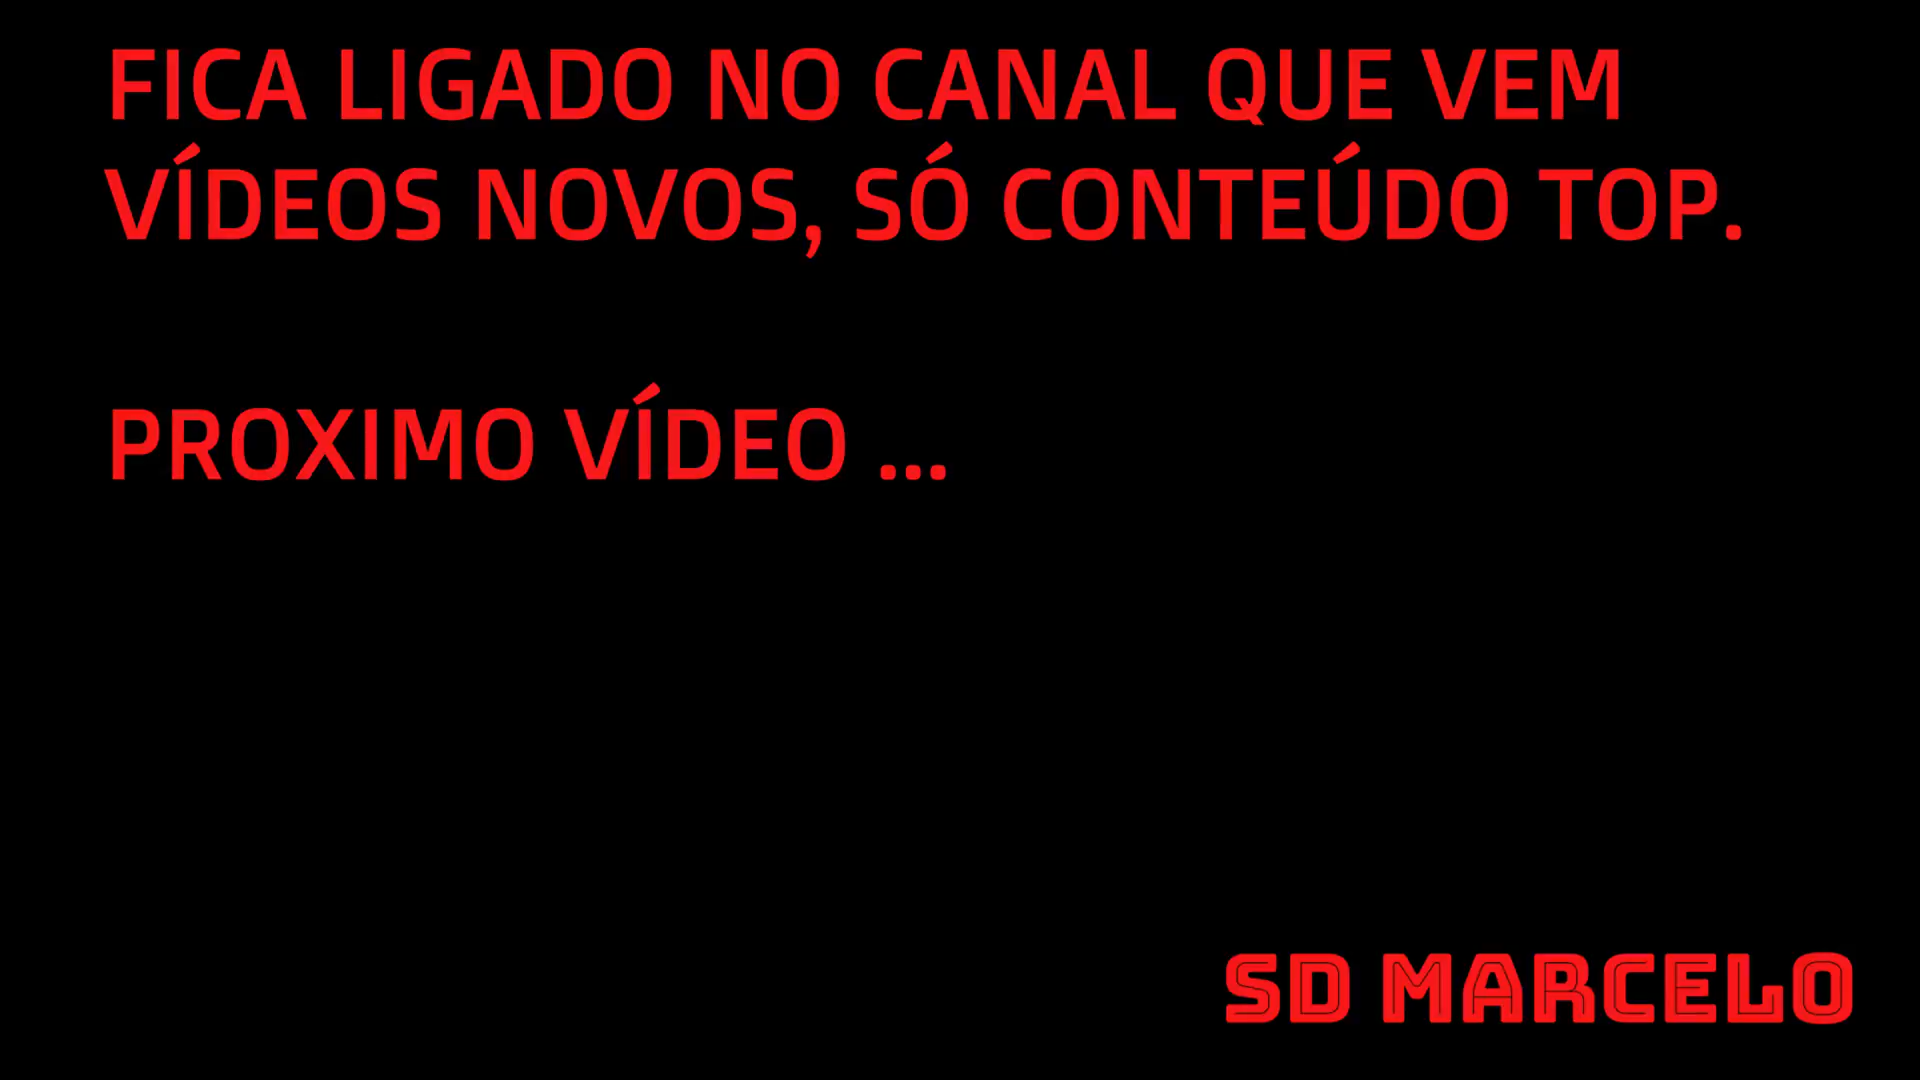 FICA LIGADO NO CANAL QUE VEM
VÍDEOS NOVOS, SÓ CONTEÚDO TOP.
PROXIMO VÍDEO ...
SD MARCELO